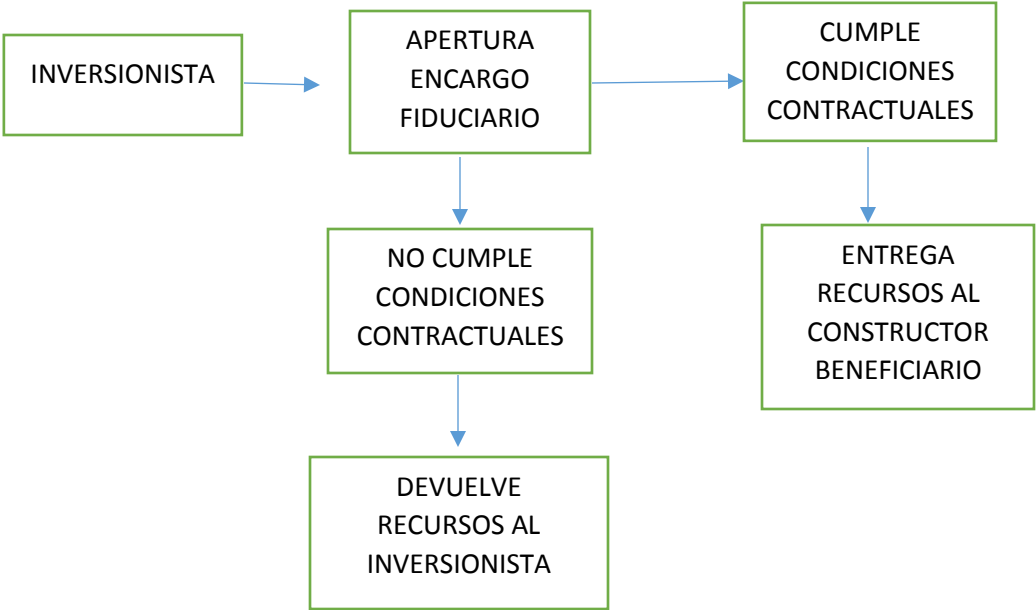 INVERSIONISTA
APERTURA
ENCARGO
FIDUCIARIO
CUMPLE
CONDICIONES
CONTRACTUALES
NO CUMPLE
CONDICIONES
CONTRACTUALES
ENTREGA
RECURSOS AL
CONSTRUCTOR
BENEFICIARIO
DEVUELVE
RECURSOS AL
INVERSIONISTA